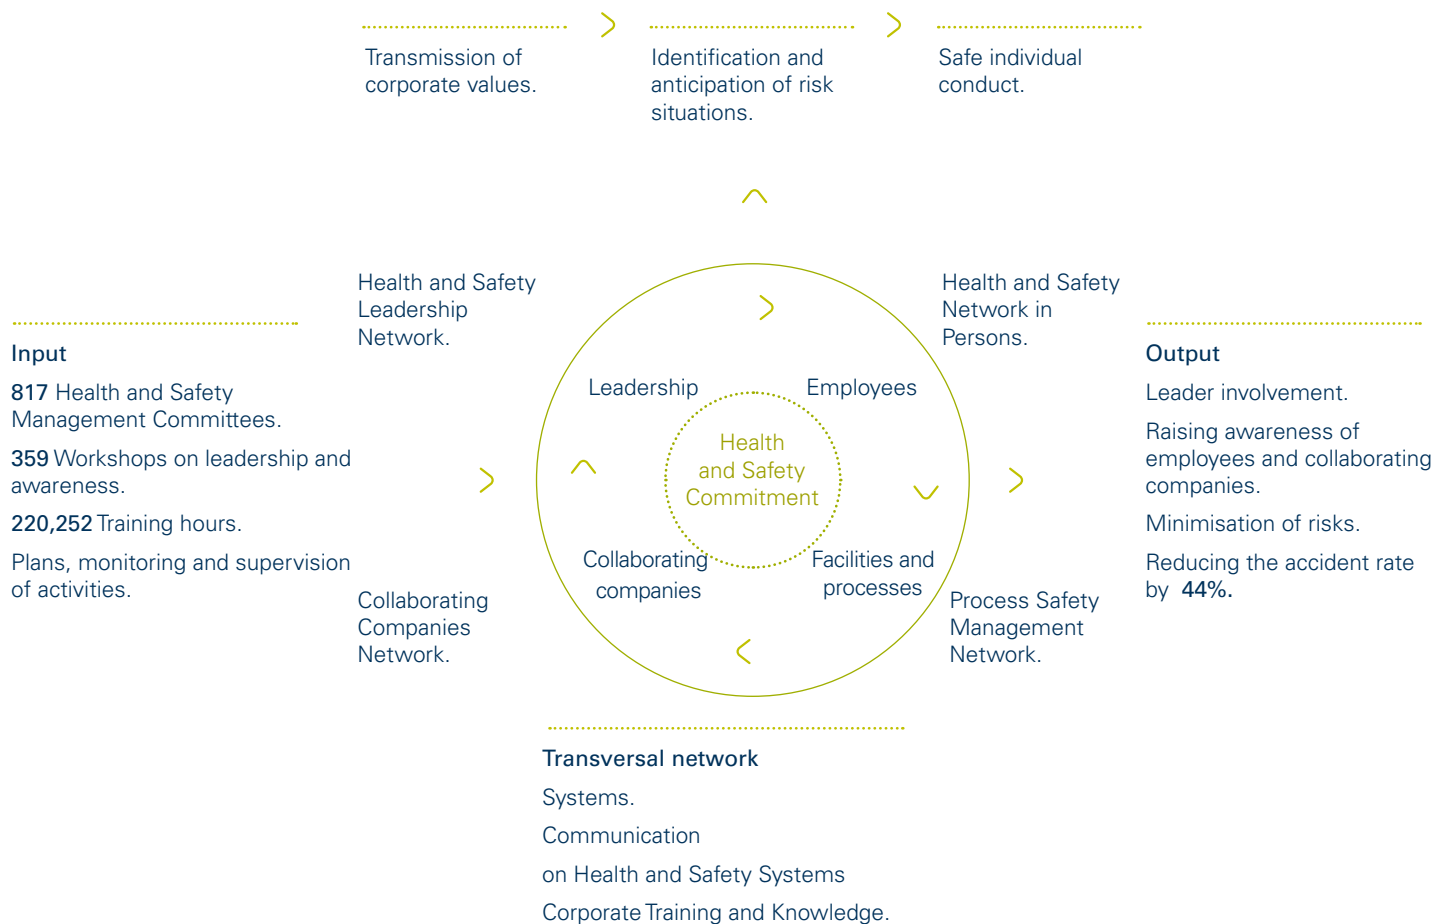 Transmission of
corporate values.
Identification and
anticipation of risk
situations.
Safe individual
conduct.
Health and Safety
Leadership
Network.
Health and Safety
Network in
Persons.
Input
817 Health and Safety
Management Committees.
359 Workshops on leadership and
awareness.
220,252 Training hours.
Plans, monitoring and supervision
of activities.
Leadership
Employees
Health
and Safety
Commitment
Collaborating
companies
Facilities and
processes
Collaborating
Companies
Network.
Process Safety
Management
Network.
Output
Leader involvement.
Raising awareness of
employees and collaborating
companies.
Minimisation of risks.
Reducing the accident rate
by 44%.
Transversal network
Systems.
Communication
on Health and Safety Systems
Corporate Training and Knowledge.